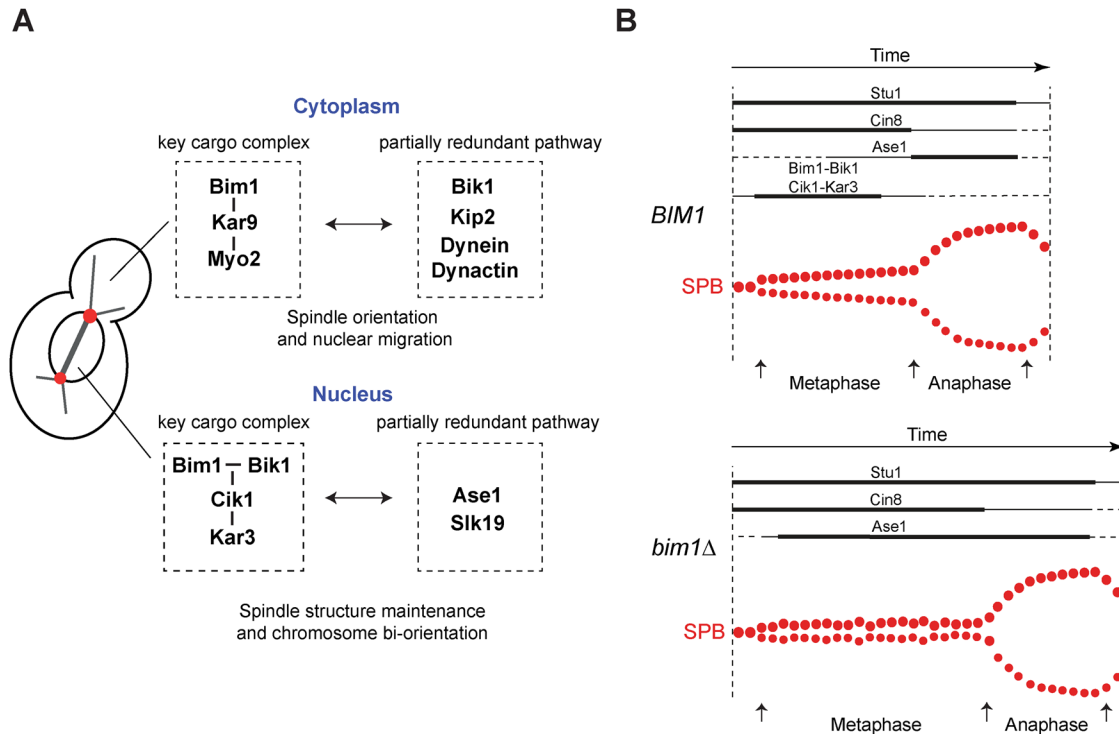 A
Cytoplasm
key cargo complex
partially redundant pathway
Bim1
Kar9
Myo2
Bik1
Kip2
Dynein
Dynactin
Spindle orientation
and nuclear migration
Nucleus
key cargo complex
partially redundant pathway
Bim1 – Bik1
Cik1
Kar3
Ase1
Slk19
Spindle structure maintenance
and chromosome bi-orientation
B
Time
Stu1
Cin8
Ase1
Bim1-Bik1
Cik1-Kar3
BIM1
SPB
Metaphase
Anaphase
Time
Stu1
Cin8
Ase1
bim1Δ
SPB
Metaphase
Anaphase